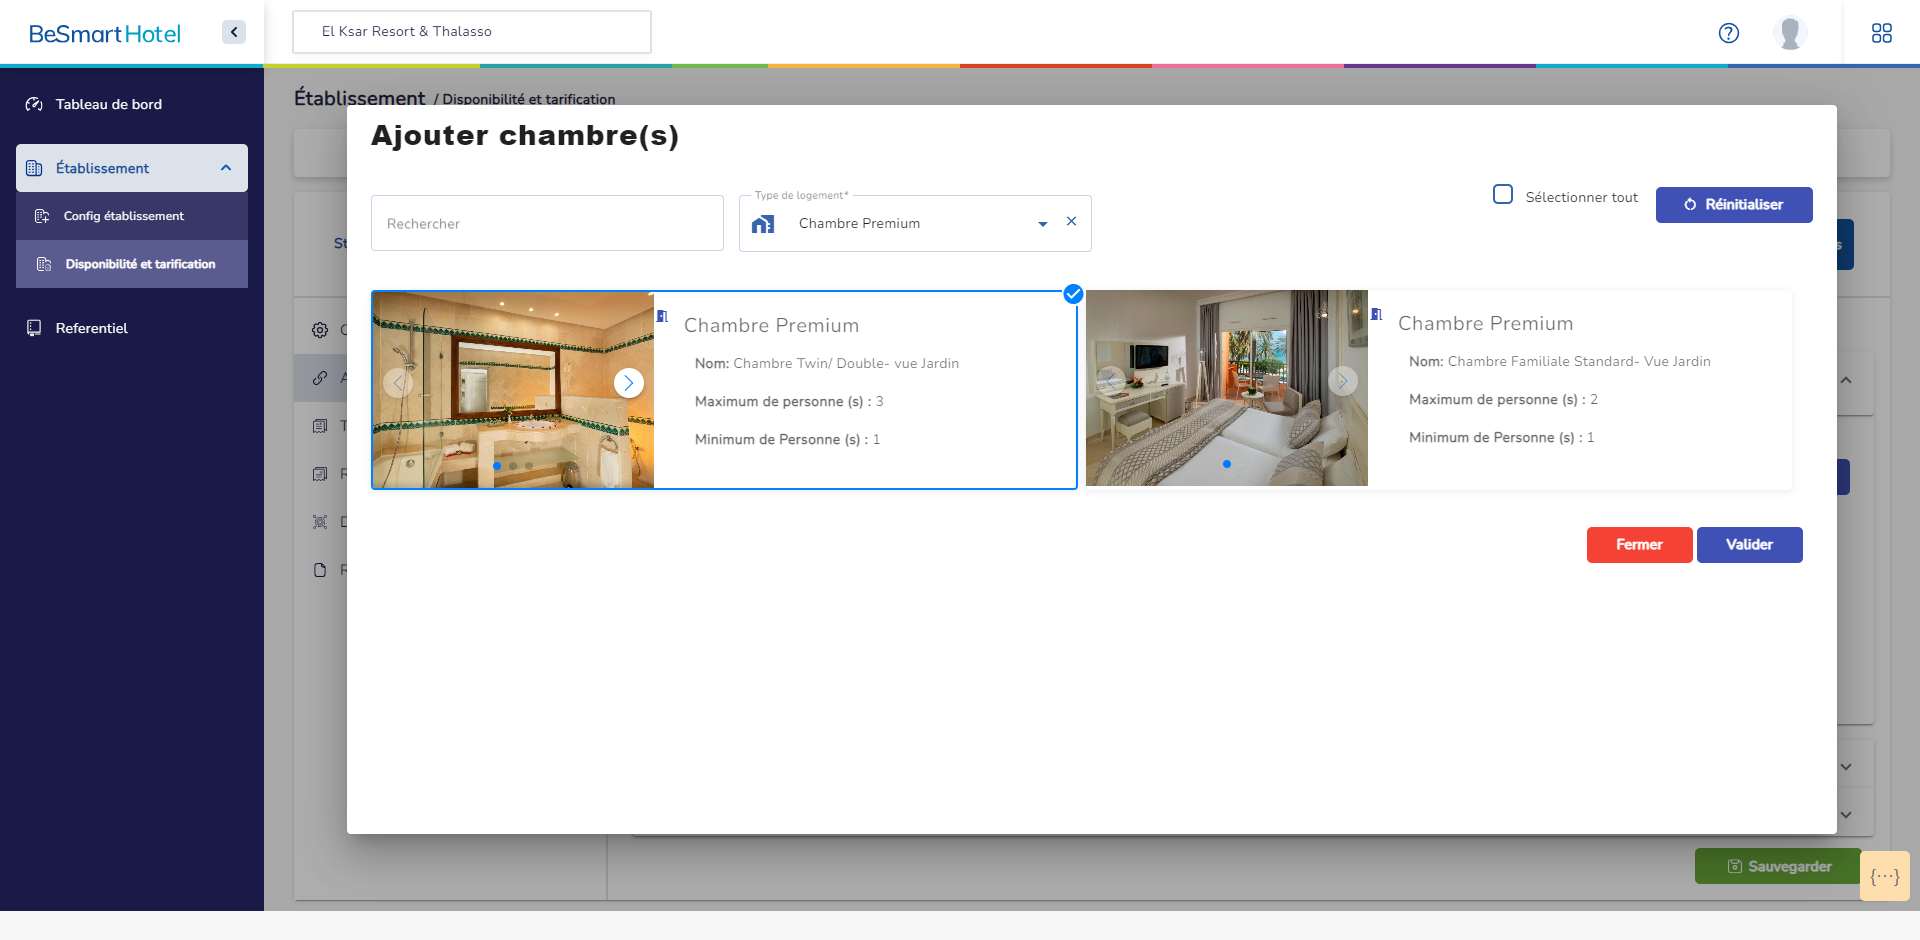 BeSmart Hotel
El Ksar Resort & Thalasso
Tableau de bord
Établissement
Config établissement
Disponibilité et tarification
Referentiel
Établissement / Disponibilité et tarification
Ajouter chambre(s)
Rechercher
Type de logement*
Chambre Premium
Sélectionner tout
Réinitialiser
Chambre Premium
Nom: Chambre Twin/ Double- vue Jardin
Maximum de personne (s) : 3
Minimum de Personne (s) : 1
Chambre Premium
Nom: Chambre Familiale Standard- Vue Jardin
Maximum de personne (s) : 2
Minimum de Personne (s) : 1
Fermer
Valider
Sauvegarder
{···}